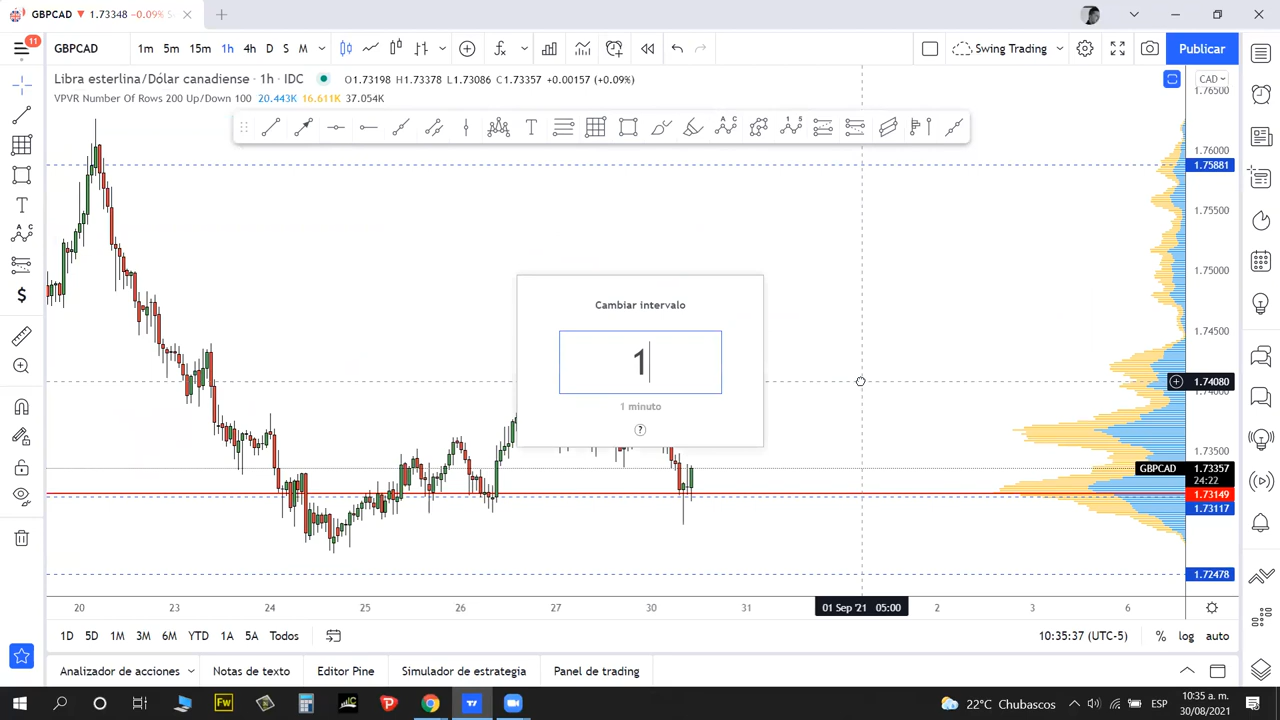 GBPCAD ▼ 1.73348 −0.09%
11
GBPCAD 1m 5m 15m 1h 4h D S M
Swing Trading
Publicar
Libra esterlina/Dólar canadiense · 1h · IDC O1.73198 H1.73378 L1.73086 C1.73357 +0.00157 (+0.09%)
CAD
VPVR Number Of Rows 200 Up/Down 100 20.443K 16.611K 37.054K
1.76500
1.76000
1.75881
1.75500
1.75000
1.74500
1.74080
1.74000
1.73500
GBPCAD 1.73357
24:22
1.73149
1.73117
1.72478
Cambiar intervalo
1
1 minuto
?
20 23 24 25 26 27 30 31 01 Sep '21 05:00 2 3 6
1D 5D 1M 3M 6M YTD 1A 5A Todos
10:35:37 (UTC-5) % log auto
Analizador de acciones Notas de texto Editor Pine Simulador de estrategia Panel de trading
Fw
22°C Chubascos
ESP
10:35 a. m.
30/08/2021